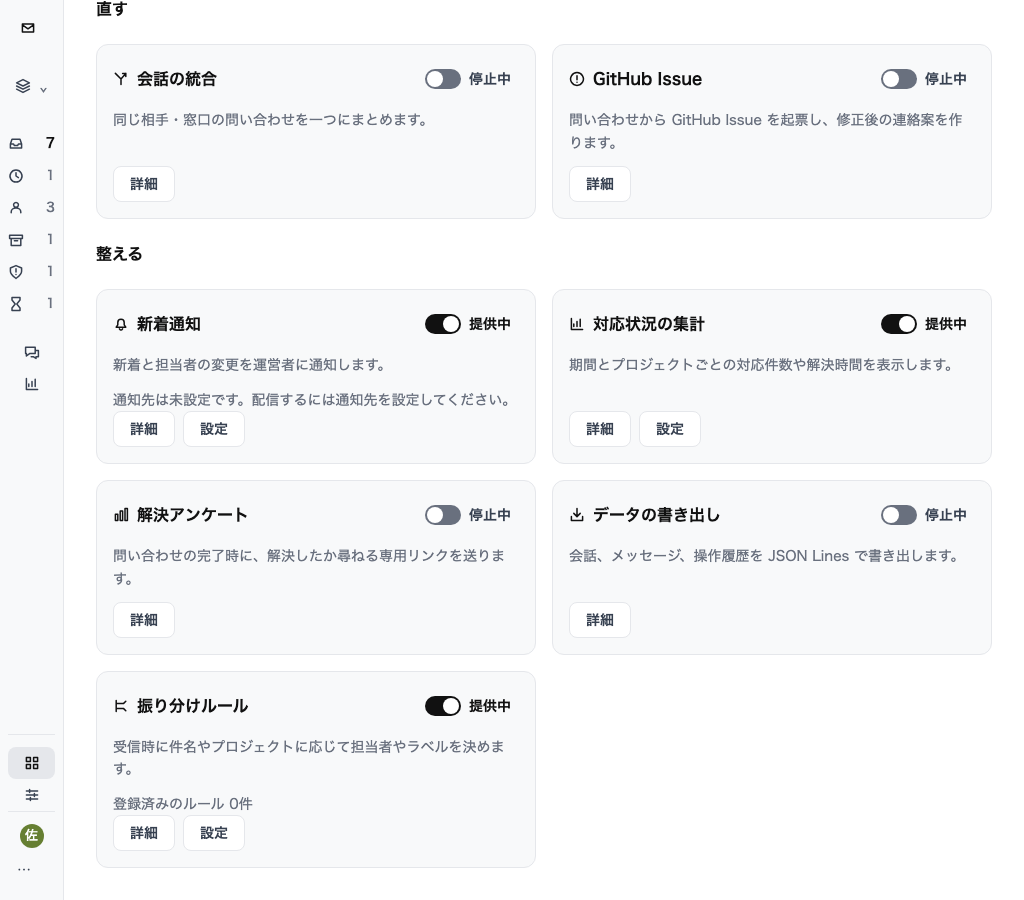 直す
会話の統合
停止中
同じ相手・窓口の問い合わせを一つにまとめます。
詳細
GitHub Issue
停止中
問い合わせから GitHub Issue を起票し、修正後の連絡案を作
ります。
詳細
7
1
3
1
1
1
整える
新着通知
提供中
新着と担当者の変更を運営者に通知します。
通知先は未設定です。配信するには通知先を設定してください。
詳細
設定
対応状況の集計
提供中
期間とプロジェクトごとの対応件数や解決時間を表示します。
詳細
設定
解決アンケート
停止中
問い合わせの完了時に、解決したか尋ねる専用リンクを送りま
す。
詳細
データの書き出し
停止中
会話、メッセージ、操作履歴を JSON Lines で書き出します。
詳細
振り分けルール
提供中
受信時に件名やプロジェクトに応じて担当者やラベルを決めま
す。
登録済みのルール 0件
詳細
設定
佐
…